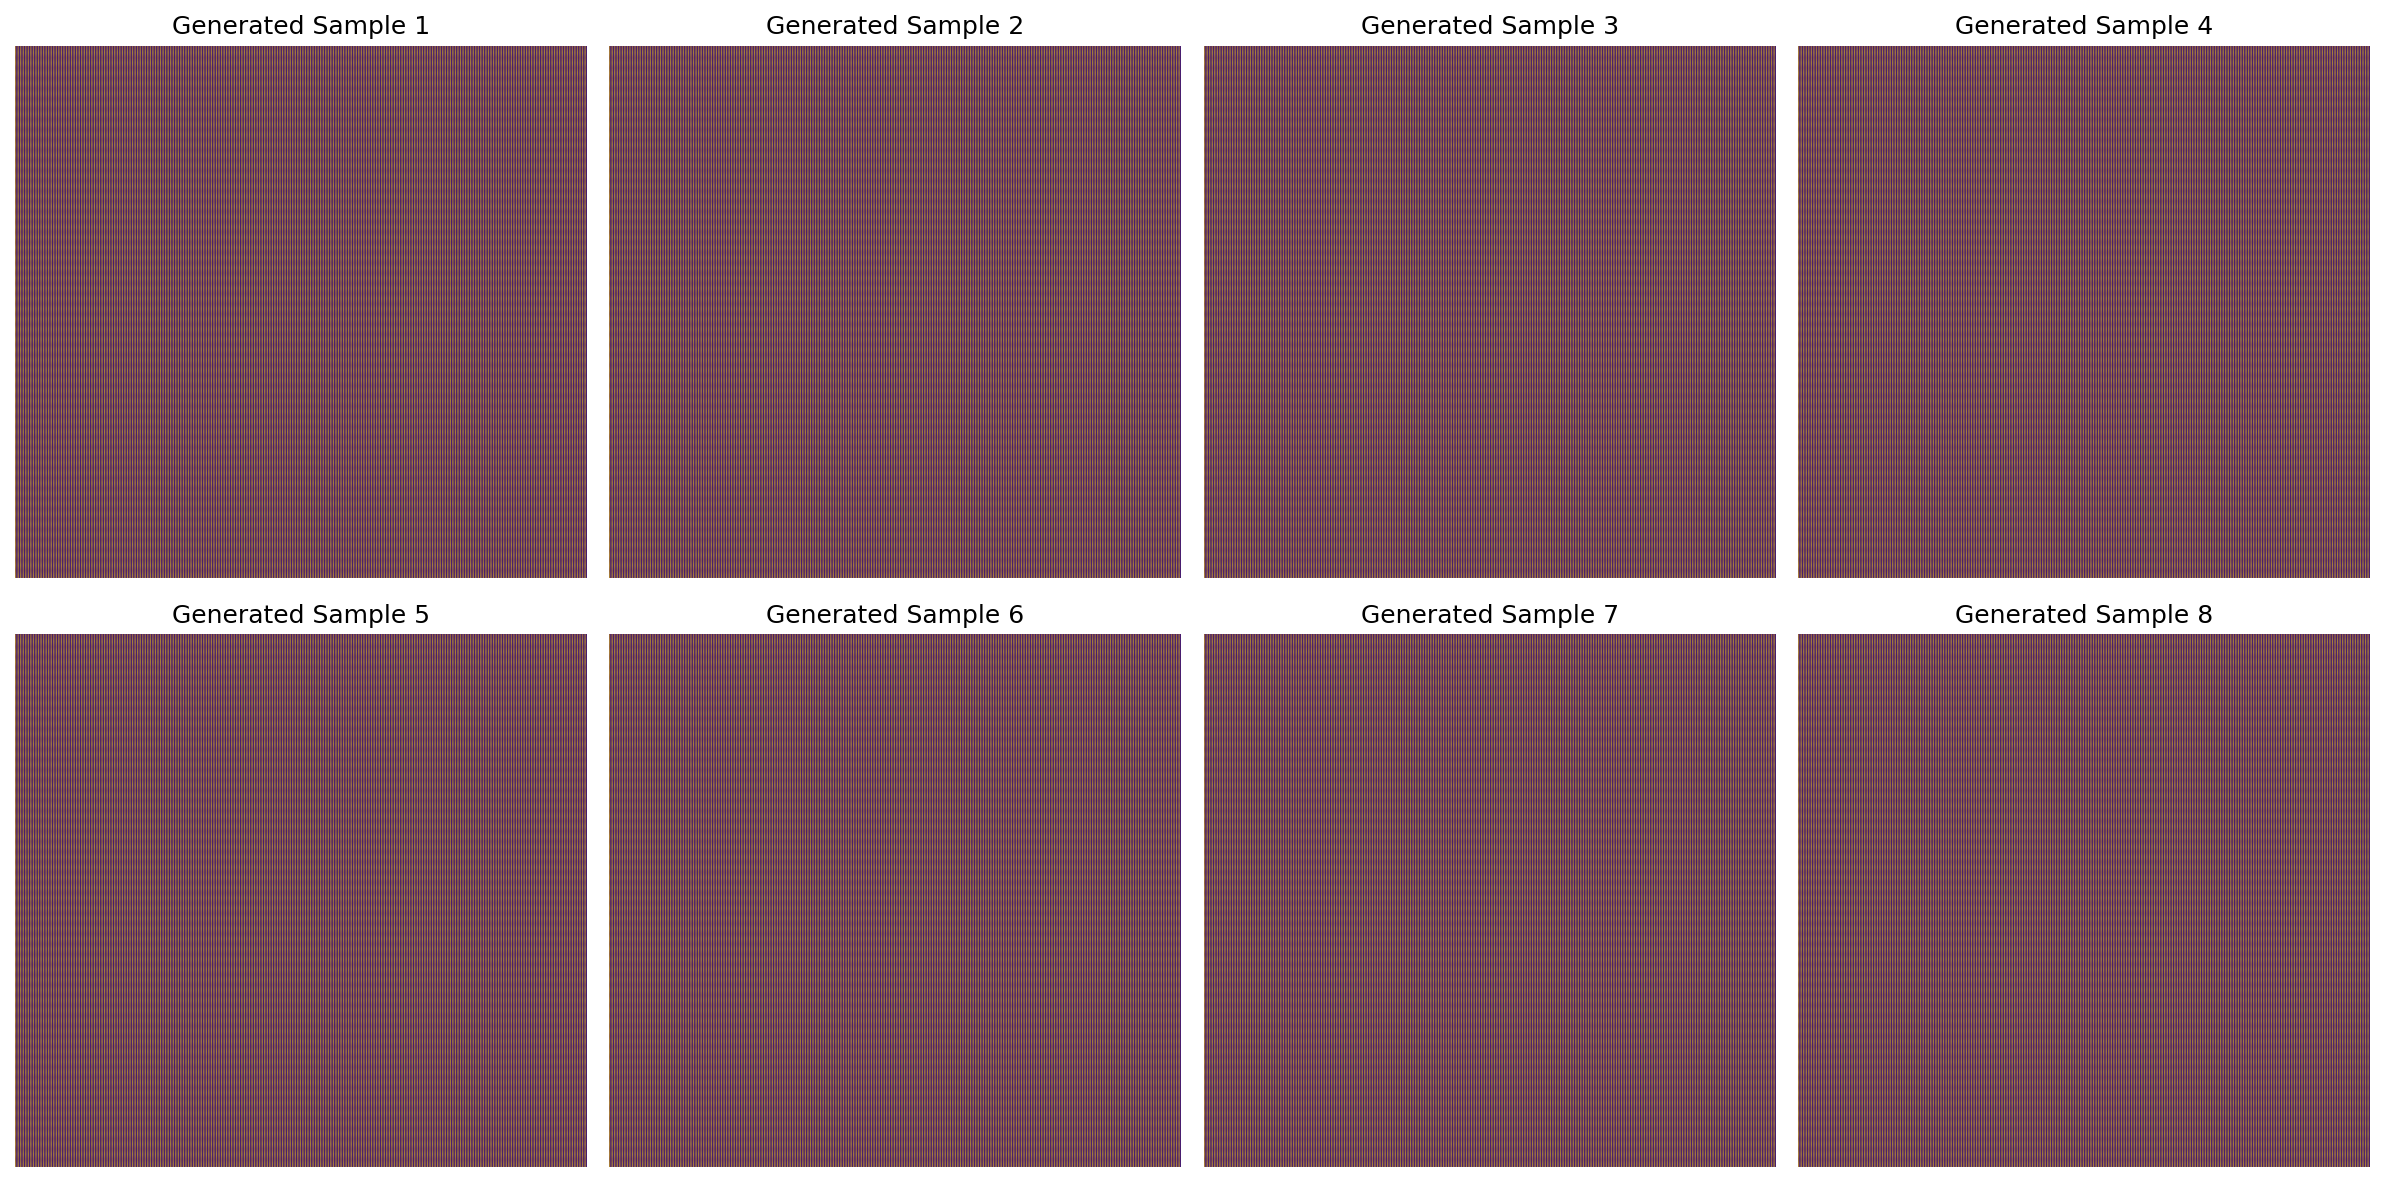 Generated Sample 1
Generated Sample 2
Generated Sample 3
Generated Sample 4
Generated Sample 5
Generated Sample 6
Generated Sample 7
Generated Sample 8